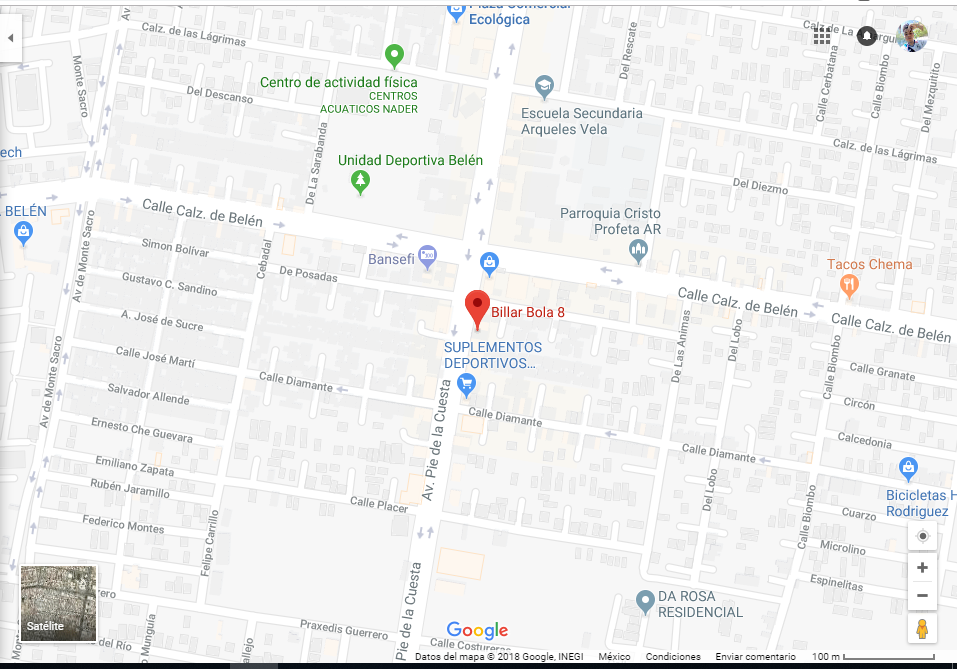 Plaza Comercial
Ecológica
Calz. de las Lágrimas
Monte Sacro
Del Rescate
Calle Cerbatana
Calle Biombo
Del Mezquitito
Centro de actividad física
CENTROS
ACUATICOS NADER
Del Descanso
Escuela Secundaria
Arqueles Vela
De La Sarabanda
Calz. de las Lágrimas
ech
Unidad Deportiva Belén
Del Diezmo
BELÉN
Calle Calz. de Belén
Parroquia Cristo
Profeta AR
Av de Monte Sacro
Simon Bolivar
Cebadal
Bansefi
De Posadas
Tacos Chema
Gustavo C. Sandino
Calle Calz. de Belén
Billar Bola 8
A. José de Sucre
Calle Calz. de Belén
De Las Animas
Del Lobo
SUPLEMENTOS
DEPORTIVOS...
Calle José Martí
Av de Monte Sacro
Calle Biombo
Calle Granate
Salvador Allende
Calle Diamante
Circón
Calle Diamante
Ernesto Che Guevara
Av. Pie de la Cuesta
Calcedonia
Calle Diamante
Emiliano Zapata
Del Lobo
Bicicletas H
Rodriguez
Rubén Jaramillo
Calle Placer
Calle Biombo
Cuarzo
Federico Montes
Felipe Carrillo
Microlino
Espinelitas
Satélite
DA ROSA
RESIDENCIAL
Pie de la Cuesta
Praxedis Guerrero
Google
del Río
Munguía
Calle Costureras
Datos del mapa © 2018 Google, INEGI México Condiciones Enviar comentario 100 m